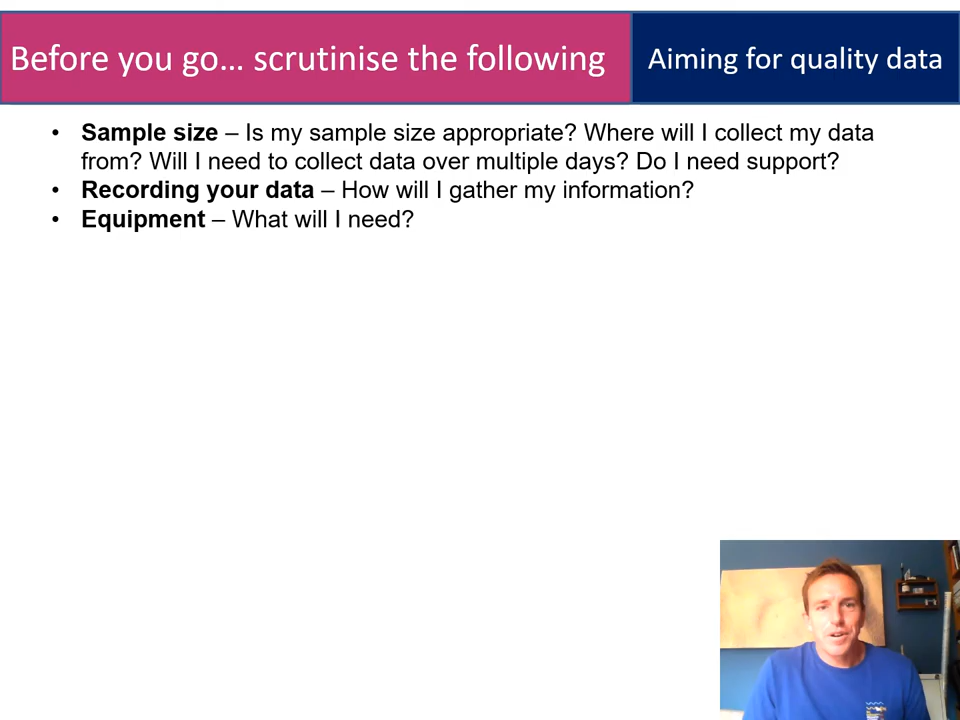 Before you go... scrutinise the following
Aiming for quality data
• Sample size – Is my sample size appropriate? Where will I collect my data
from? Will I need to collect data over multiple days? Do I need support?
• Recording your data – How will I gather my information?
• Equipment – What will I need?